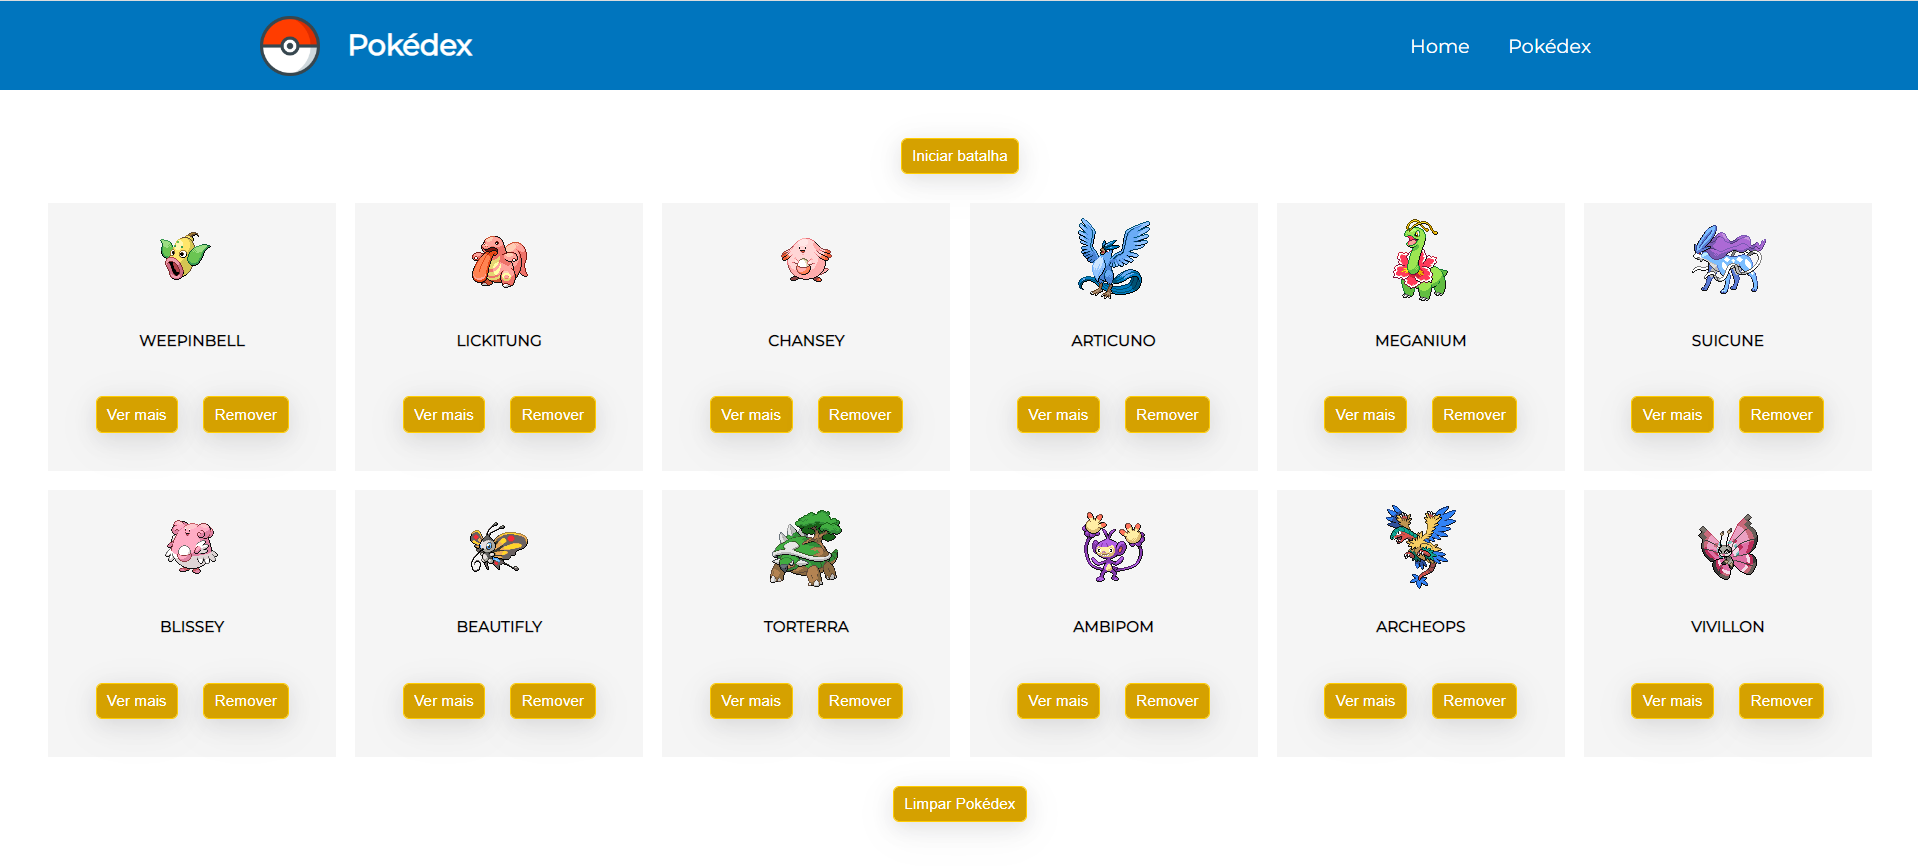 Pokédex
Home Pokédex
Iniciar batalha
WEEPINBELL LICKITUNG CHANSEY ARTICUNO MEGANIUM SUICUNE
Ver mais Remover Ver mais Remover Ver mais Remover Ver mais Remover Ver mais Remover Ver mais Remover
BLISSEY BEAUTIFLY TORTERRA AMBIPOM ARCHEOPS VIVILLON
Ver mais Remover Ver mais Remover Ver mais Remover Ver mais Remover Ver mais Remover Ver mais Remover
Limpar Pokédex